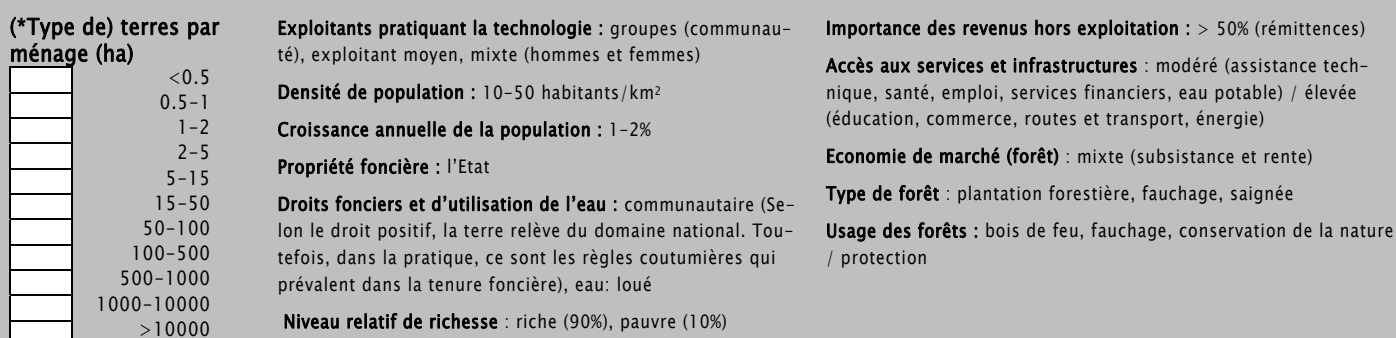 (*Type de) terres par
ménage (ha)
<0.5
0.5–1
1–2
2–5
5–15
15–50
50–100
100–500
500–1000
1000–10000
>10000
Exploitants pratiquant la technologie : groupes (communau–
té), exploitant moyen, mixte (hommes et femmes)
Densité de population : 10–50 habitants/km²
Croissance annuelle de la population : 1–2%
Propriété foncière : l'Etat
Droits fonciers et d'utilisation de l'eau : communautaire (Se–
lon le droit positif, la terre relève du domaine national. Tou–
tefois, dans la pratique, ce sont les règles coutumières qui
prévalent dans la tenure foncière), eau: loué
Niveau relatif de richesse : riche (90%), pauvre (10%)
Importance des revenus hors exploitation : > 50% (rémittences)
Accès aux services et infrastructures : modéré (assistance tech–
nique, santé, emploi, services financiers, eau potable) / élevée
(éducation, commerce, routes et transport, énergie)
Economie de marché (forêt) : mixte (subsistance et rente)
Type de forêt : plantation forestière, fauchage, saignée
Usage des forêts : bois de feu, fauchage, conservation de la nature
/ protection